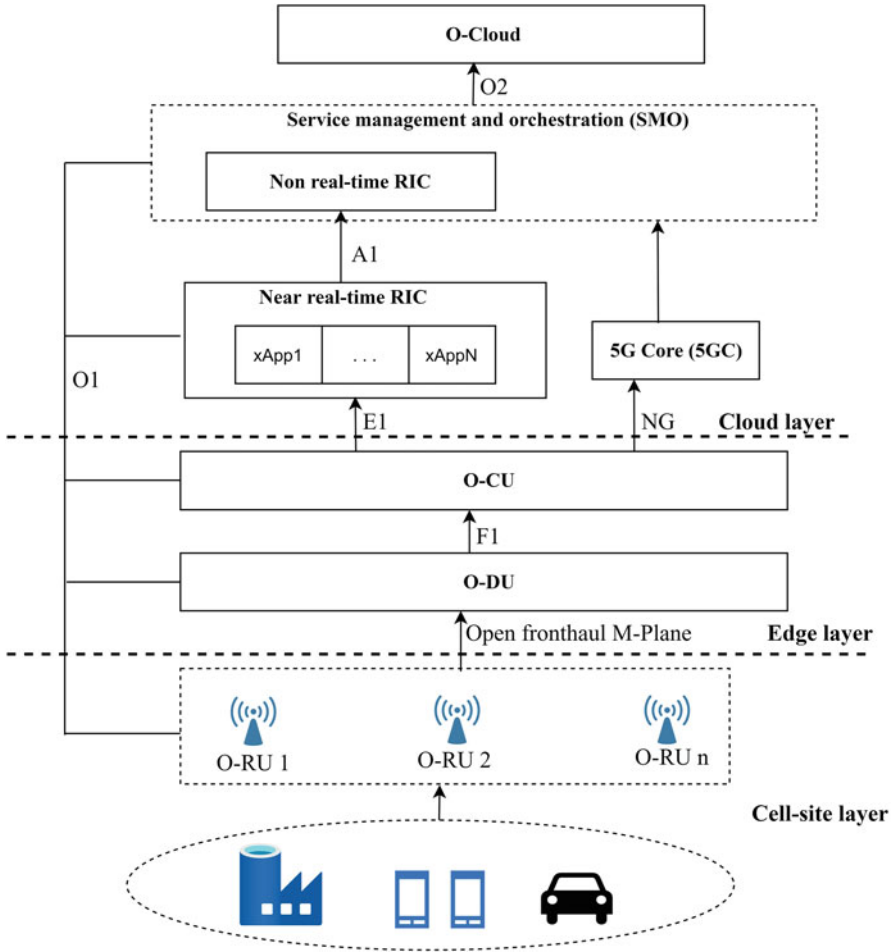 O-Cloud
O2
Service management and orchestration (SMO)
Non real-time RIC
A1
Near real-time RIC
xApp1 . . . xAppN
5G Core (5GC)
O1
E1
NG
Cloud layer
O-CU
F1
O-DU
Open fronthaul M-Plane
Edge layer
O-RU 1
O-RU 2
O-RU n
Cell-site layer